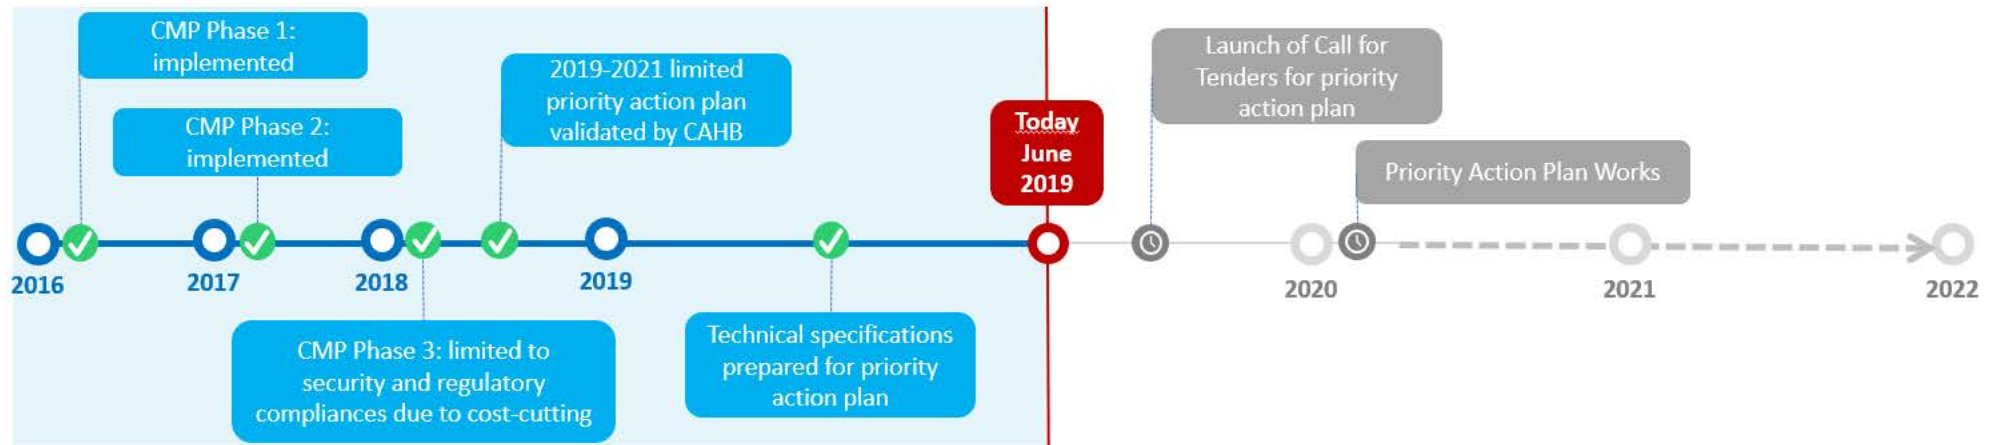 CMP Phase 1:
implemented
CMP Phase 2:
implemented
2019-2021 limited
priority action plan
validated by CAHB
Today
June
2019
Launch of Call for
Tenders for priority
action plan
Priority Action Plan Works
2016
2017
2018
2019
2020
2021
2022
CMP Phase 3: limited to
security and regulatory
compliances due to cost-cutting
Technical specifications
prepared for priority
action plan